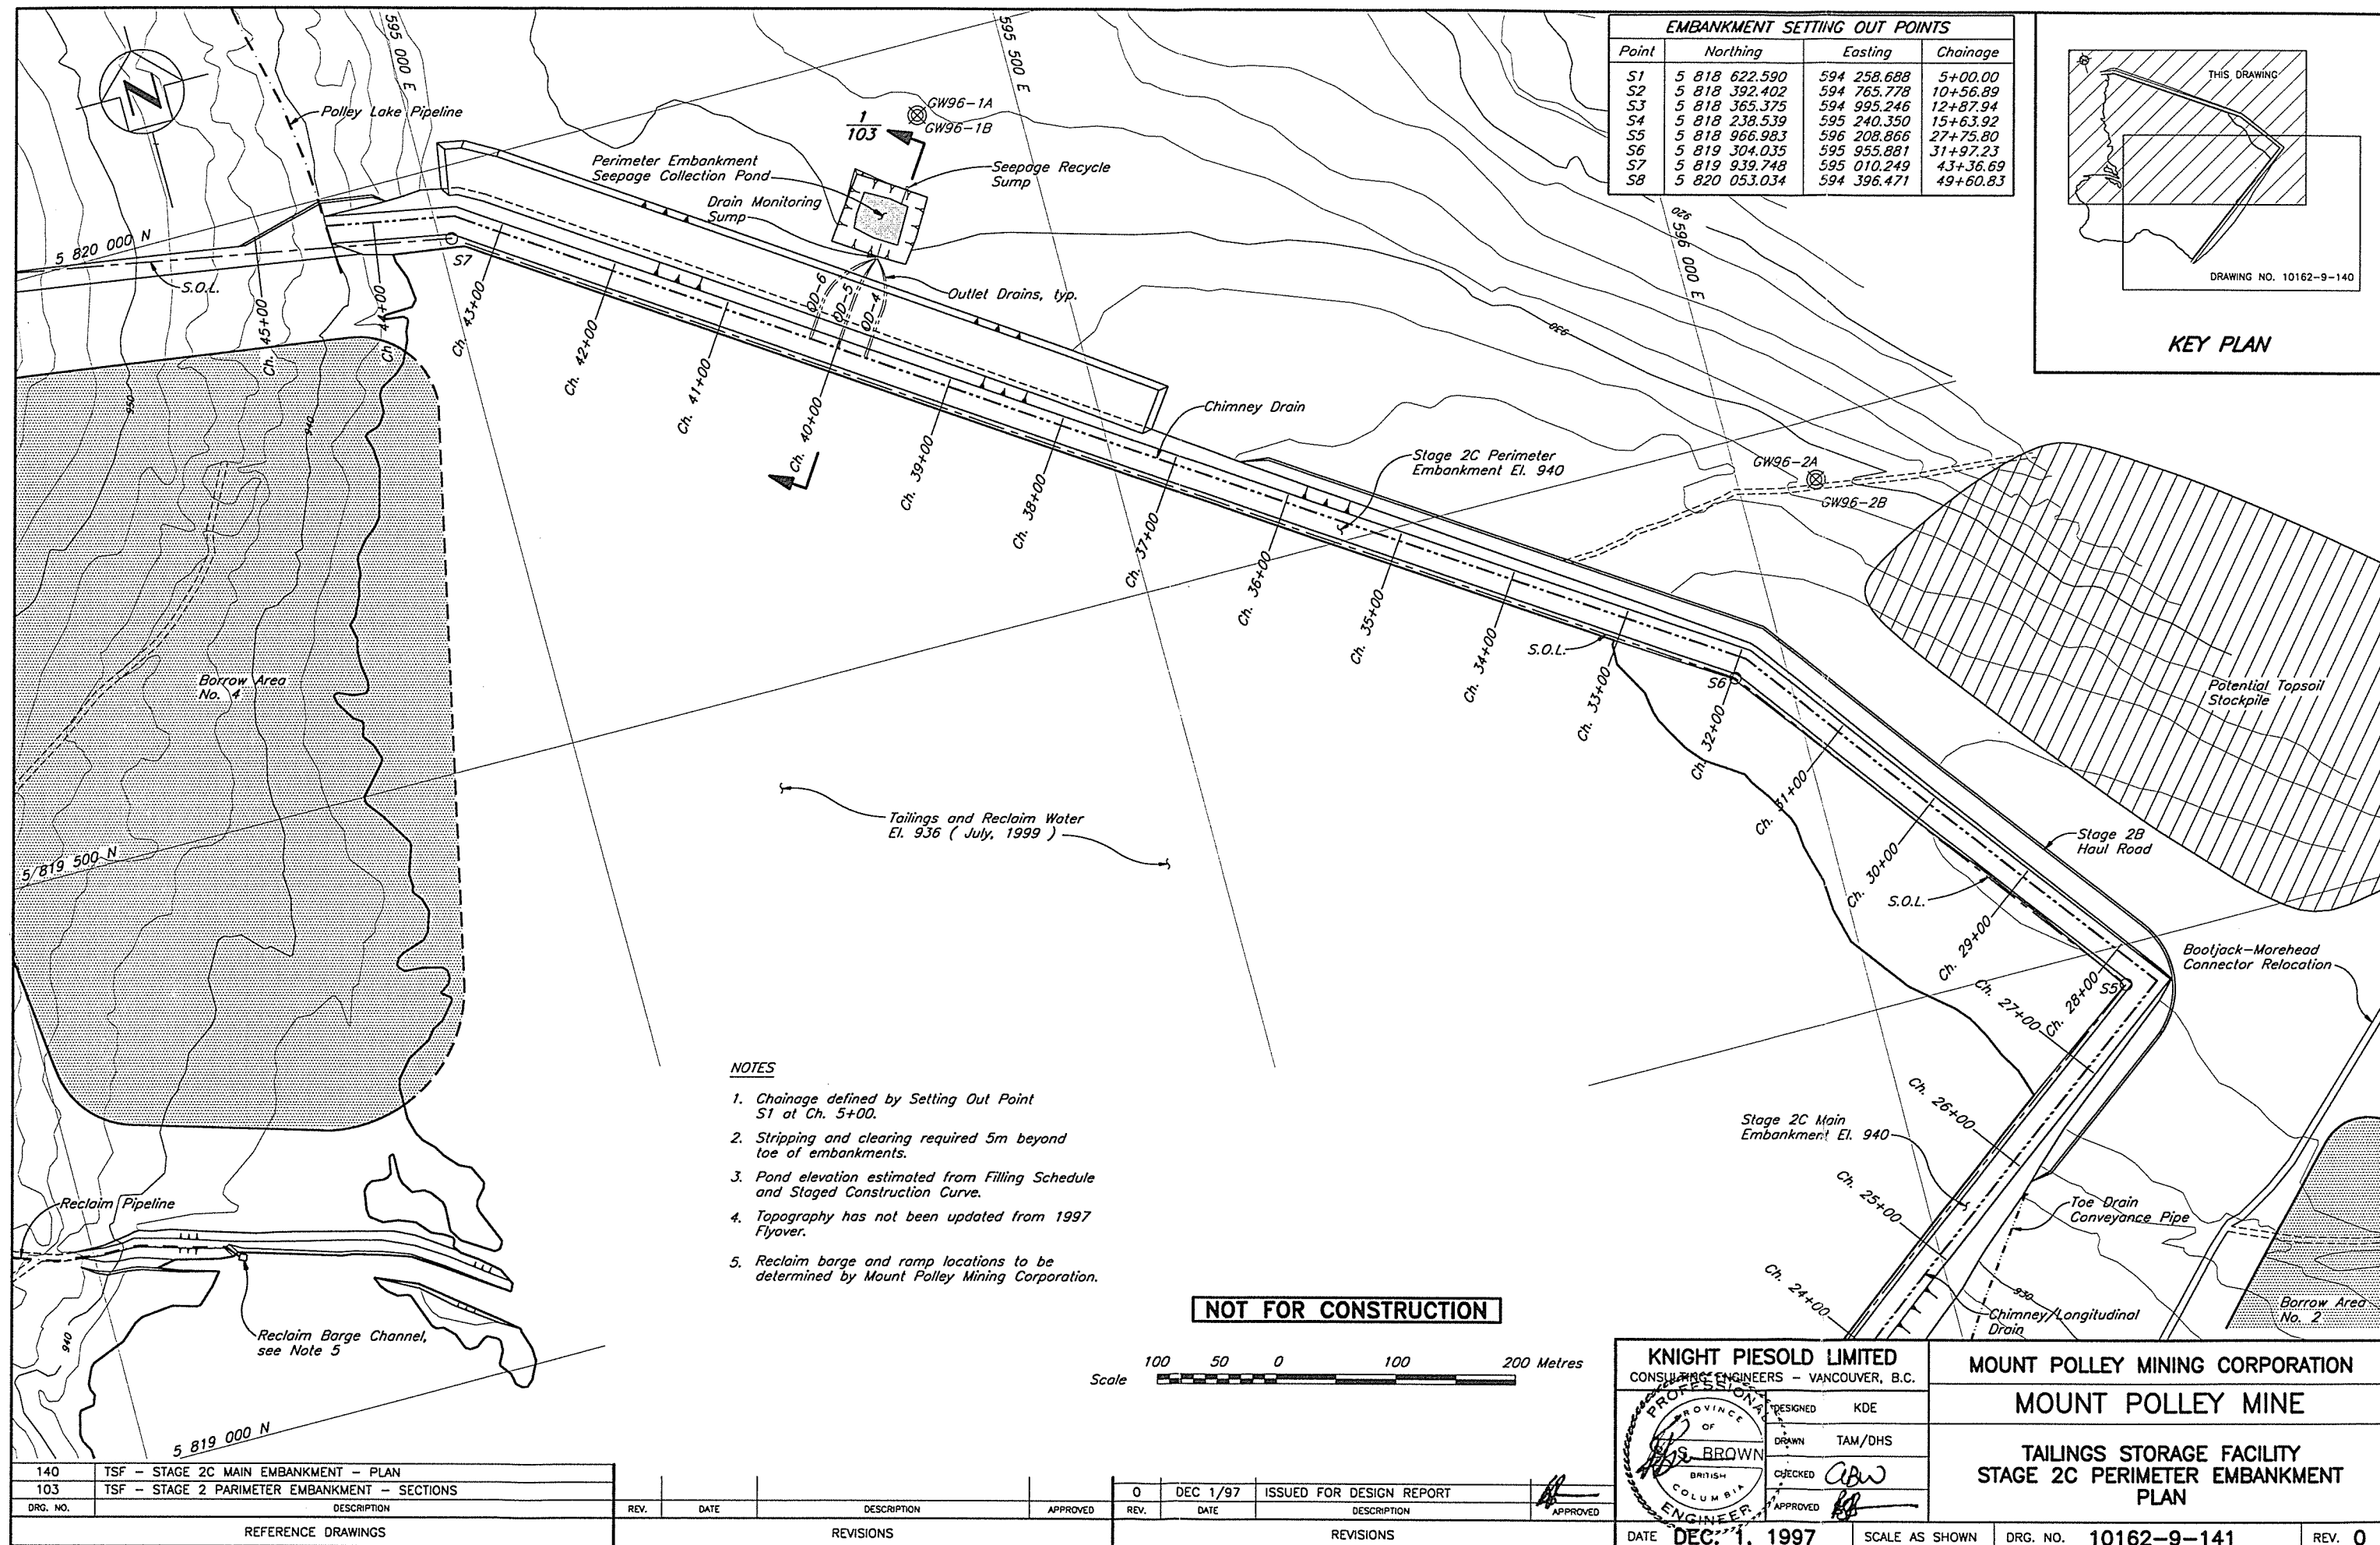 595 000 E
595 500 E
596 000 E
920
930
Polley Lake Pipeline
N
GW96-1A
GW96-1B
1
103
Perimeter Embankment
Seepage Collection Pond
Seepage Recycle
Sump
Drain Monitoring
Sump
5 820 000 N
S.O.L.
S7
Ch. 45+00
Ch. 44+00
Ch. 43+00
Ch. 42+00
Ch. 41+00
Ch. 40+00
Ch. 39+00
Ch. 38+00
Ch. 37+00
Ch. 36+00
Ch. 35+00
Ch. 34+00
Ch. 33+00
Ch. 32+00
Ch. 31+00
Ch. 30+00
Ch. 29+00
Ch. 28+00
Ch. 27+00
Ch. 26+00
Ch. 25+00
Ch. 24+00
OD-6
OD-5
OD-4
Outlet Drains, typ.
Chimney Drain
Stage 2C Perimeter
Embankment El. 940
GW96-2A
GW96-2B
950
940
Borrow Area
No. 4
S.O.L.
S6
Potential Topsoil
Stockpile
Tailings and Reclaim Water
El. 936 ( July, 1999 )
5 819 500 N
Stage 2B
Haul Road
S.O.L.
S5
Bootjack-Morehead
Connector Relocation
Stage 2C Main
Embankment El. 940
Toe Drain
Conveyance Pipe
930
Chimney/Longitudinal
Drain
Borrow Area
No. 2
Reclaim Pipeline
Reclaim Barge Channel,
see Note 5
940
5 819 000 N
EMBANKMENT SETTING OUT POINTS
Point Northing Easting Chainage
S1 5 818 622.590 594 258.688 5+00.00
S2 5 818 392.402 594 765.778 10+56.89
S3 5 818 365.375 594 995.246 12+87.94
S4 5 818 238.539 595 240.350 15+63.92
S5 5 818 966.983 596 208.866 27+75.80
S6 5 819 304.035 595 955.881 31+97.23
S7 5 819 939.748 595 010.249 43+36.69
S8 5 820 053.034 594 396.471 49+60.83
THIS DRAWING
DRAWING NO. 10162-9-140
KEY PLAN
NOTES
1. Chainage defined by Setting Out Point
S1 at Ch. 5+00.
2. Stripping and clearing required 5m beyond
toe of embankments.
3. Pond elevation estimated from Filling Schedule
and Staged Construction Curve.
4. Topography has not been updated from 1997
Flyover.
5. Reclaim barge and ramp locations to be
determined by Mount Polley Mining Corporation.
NOT FOR CONSTRUCTION
Scale 100 50 0 100 200 Metres
140 TSF - STAGE 2C MAIN EMBANKMENT - PLAN
103 TSF - STAGE 2 PARIMETER EMBANKMENT - SECTIONS
DRG. NO. DESCRIPTION
REFERENCE DRAWINGS
REV. DATE DESCRIPTION APPROVED
REVISIONS
0 DEC 1/97 ISSUED FOR DESIGN REPORT
REV. DATE DESCRIPTION APPROVED
REVISIONS
KNIGHT PIESOLD LIMITED
CONSULTING ENGINEERS - VANCOUVER, B.C.
PROFESSIONAL
PROVINCE
OF
BROWN
BRITISH
COLUMBIA
ENGINEER
DESIGNED KDE
DRAWN TAM/DHS
CHECKED
APPROVED
MOUNT POLLEY MINING CORPORATION
MOUNT POLLEY MINE
TAILINGS STORAGE FACILITY
STAGE 2C PERIMETER EMBANKMENT
PLAN
DATE DEC. 1, 1997 SCALE AS SHOWN DRG. NO. 10162-9-141 REV. 0